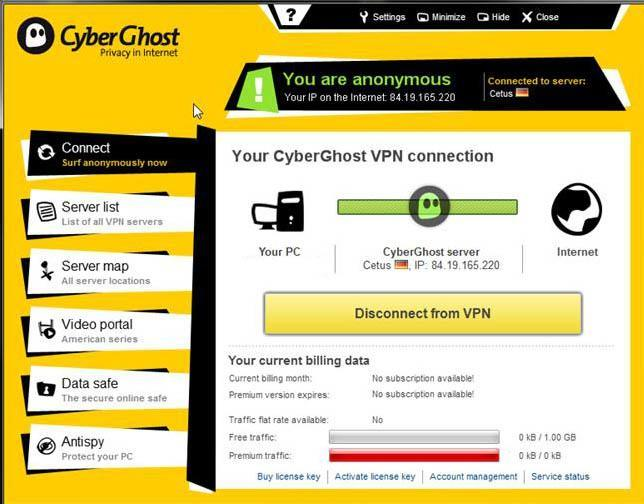 CyberGhost
Privacy in Internet
?
Settings Minimize Hide Close
!
You are anonymous
Your IP on the Internet: 84.19.165.220
Connected to server:
Cetus
Connect
Surf anonymously now
Server list
List of all VPN servers
Server map
All server locations
Video portal
American series
Data safe
The secure online safe
Antispy
Protect your PC
Your CyberGhost VPN connection
Your PC
CyberGhost server
Cetus , IP: 84.19.165.220
Internet
Disconnect from VPN
Your current billing data
Current billing month: No subscription available!
Premium version expires: No subscription available!
Traffic flat rate available: No
Free traffic: 0 kB / 1.00 GB
Premium traffic: 0 kB / 0 kB
Buy license key Activate license key Account management Service status